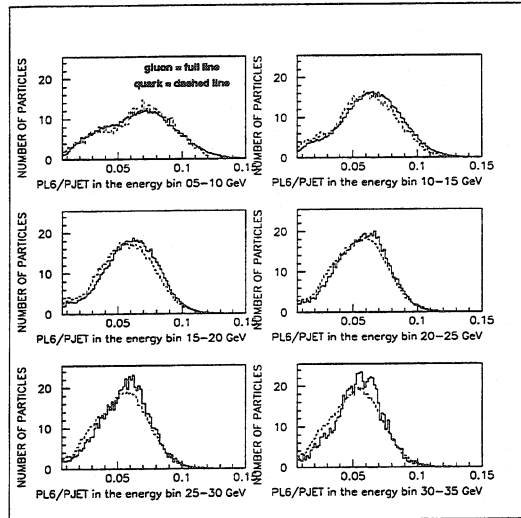 gluon = full line
quark = dashed line
NUMBER OF PARTICLES
20
10
0
0.05 0.1 0.15
PL6/PJET in the energy bin 05-10 GeV
NUMBER OF PARTICLES
20
10
0
0.05 0.1 0.15
PL6/PJET in the energy bin 10-15 GeV
NUMBER OF PARTICLES
20
10
0
0.05 0.1 0.15
PL6/PJET in the energy bin 15-20 GeV
NUMBER OF PARTICLES
20
10
0
0.05 0.1 0.15
PL6/PJET in the energy bin 20-25 GeV
NUMBER OF PARTICLES
20
10
0
0.05 0.1 0.15
PL6/PJET in the energy bin 25-30 GeV
NUMBER OF PARTICLES
20
10
0
0.05 0.1 0.15
PL6/PJET in the energy bin 30-35 GeV